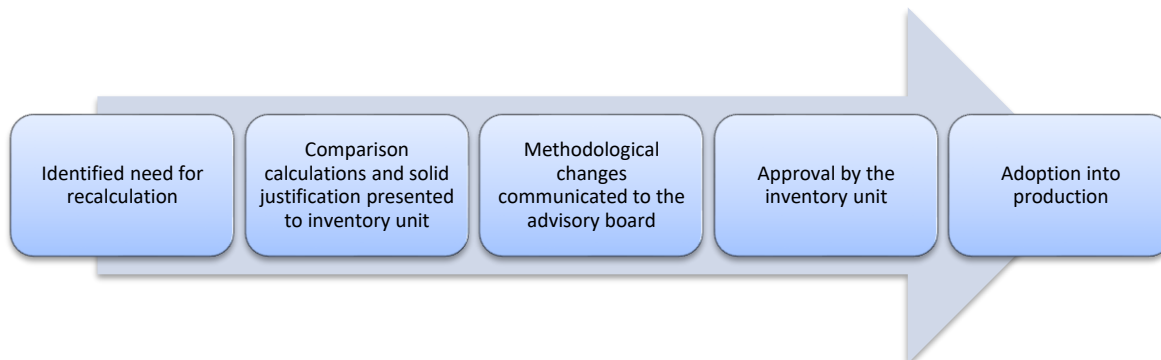 Identified need for
recalculation
Comparison
calculations and solid
justification presented
to inventory unit
Methodological
changes
communicated to the
advisory board
Approval by the
inventory unit
Adoption into
production